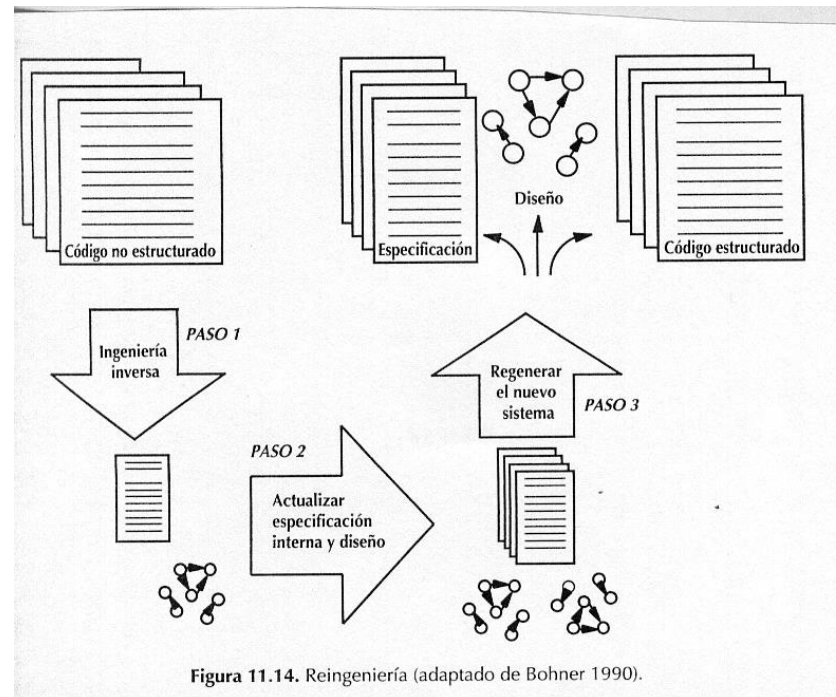 Código no estructurado
Especificación
Diseño
Código estructurado
PASO 1
Ingeniería
inversa
PASO 2
Actualizar
especificación
interna y diseño
Regenerar
el nuevo
sistema
PASO 3
Figura 11.14. Reingeniería (adaptado de Bohner 1990).